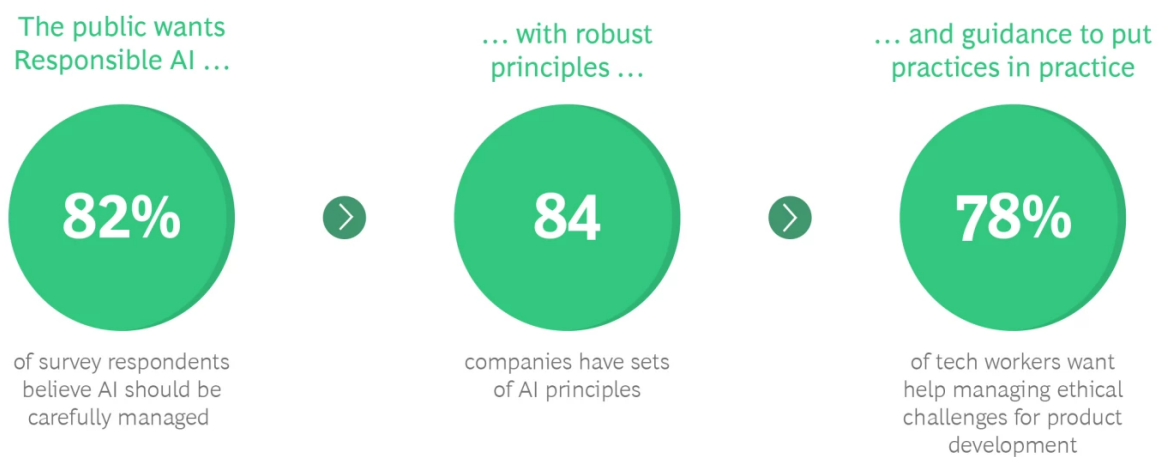 The public wants
Responsible AI …
82%
of survey respondents
believe AI should be
carefully managed
… with robust
principles …
84
companies have sets
of AI principles
… and guidance to put
practices in practice
78%
of tech workers want
help managing ethical
challenges for product
development